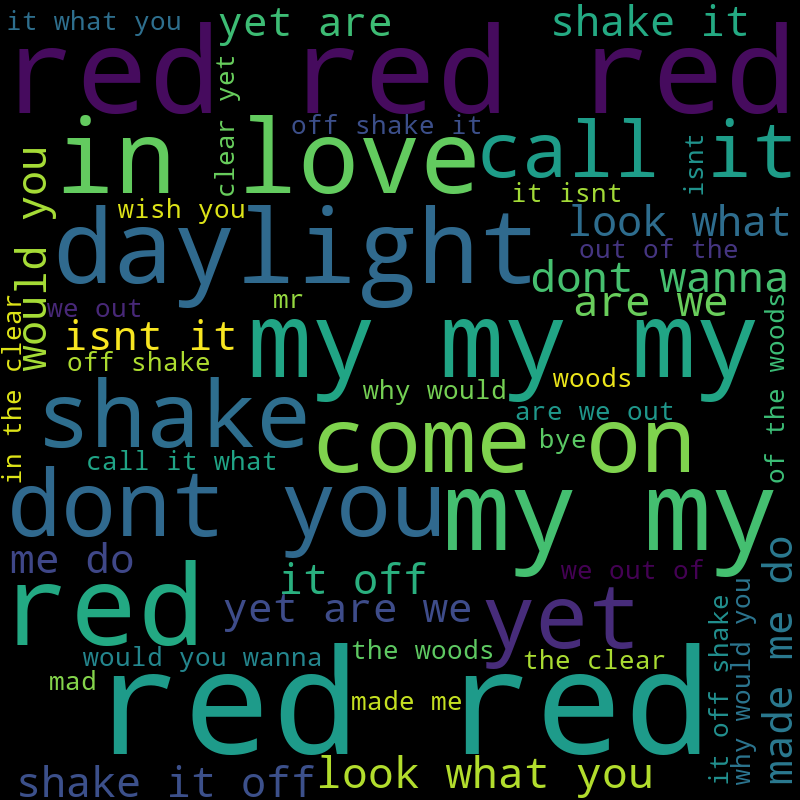 it what you
yet are
shake it
red red red
clear yet
in love
off shake it
call it
isnt
would you
wish you
it isnt
daylight
look what
out of the
dont wanna
we out
mr
are we
in the clear
isnt it
my my my
of the woods
off shake
why would
woods
shake
are we out
come on
bye
call it what
dont you
my my
me do
we out of
made me do
red
it off
yet are we
yet
it off shake
why would you
would you wanna
the woods
the clear
mad
red red
made me
shake it off
look what you